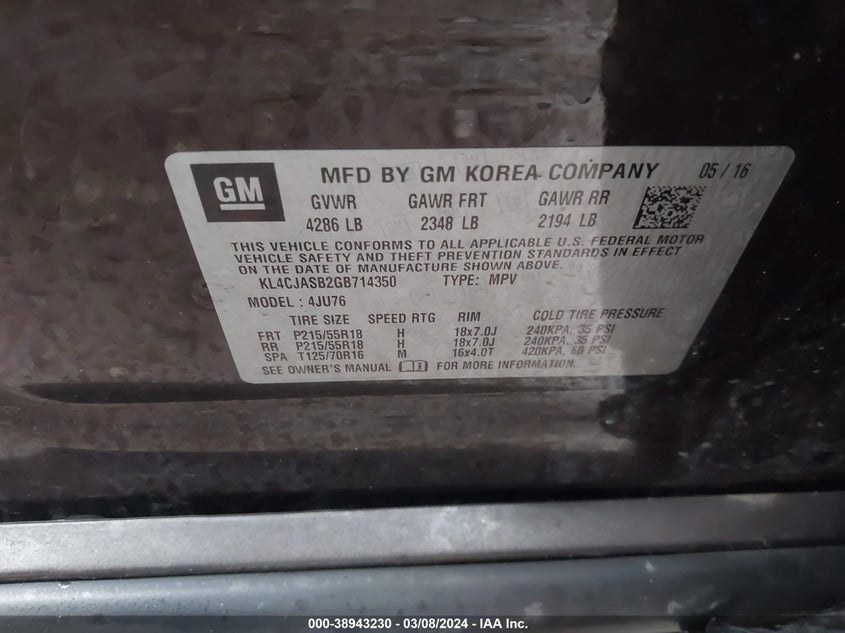 GM
MFD BY GM KOREA COMPANY 05 / 16
GVWR GAWR FRT GAWR RR
4286 LB 2348 LB 2194 LB
THIS VEHICLE CONFORMS TO ALL APPLICABLE U.S. FEDERAL MOTOR
VEHICLE SAFETY AND THEFT PREVENTION STANDARDS IN EFFECT
ON THE DATE OF MANUFACTURE SHOWN ABOVE.
KL4CJASB2GB714350 TYPE: MPV
MODEL : 4JU76
TIRE SIZE SPEED RTG RIM COLD TIRE PRESSURE
FRT P215/55R18 H 18x7.0J 240KPA, 35 PSI
RR P215/55R18 H 18x7.0J 240KPA, 35 PSI
SPA T125/70R16 M 16x4.0T 420KPA, 60 PSI
SEE OWNER'S MANUAL FOR MORE INFORMATION.
000-38943230 - 03/08/2024 - IAA Inc.